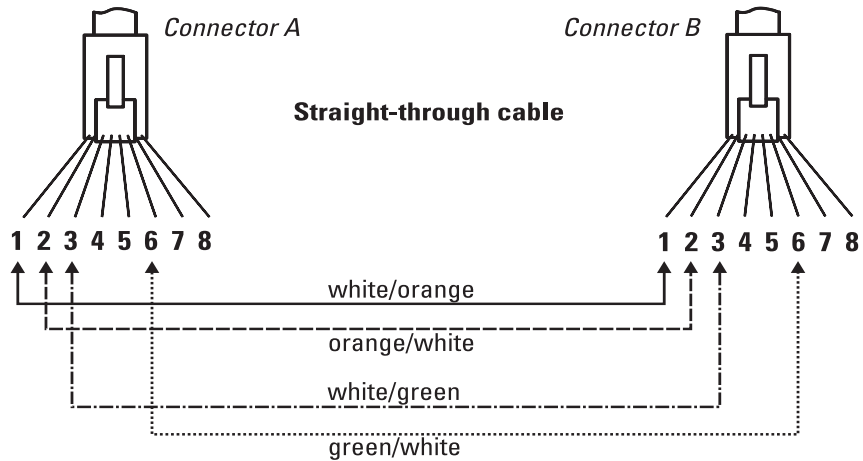 Connector A
Connector B
Straight-through cable
1 2 3 4 5 6 7 8
1 2 3 4 5 6 7 8
white/orange
orange/white
white/green
green/white